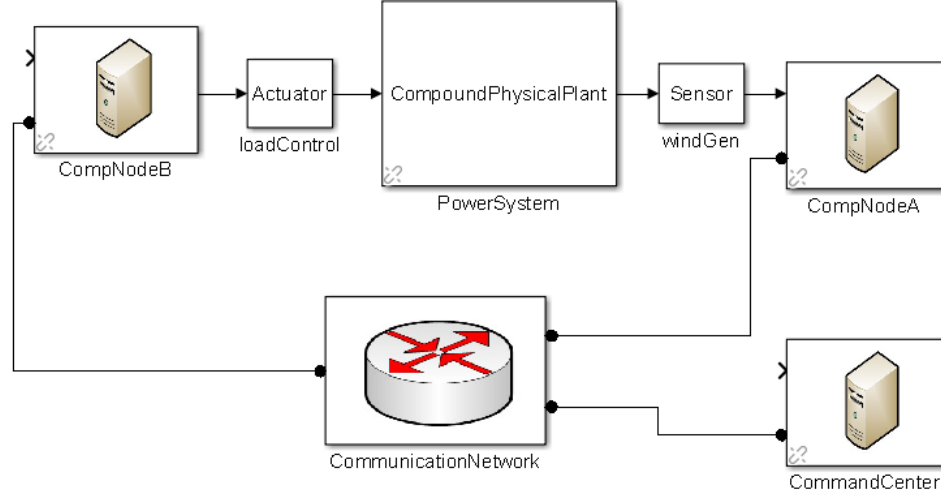 Actuator
CompoundPhysicalPlant
Sensor
loadControl
windGen
CompNodeB
PowerSystem
CompNodeA
CommunicationNetwork
CommandCenter